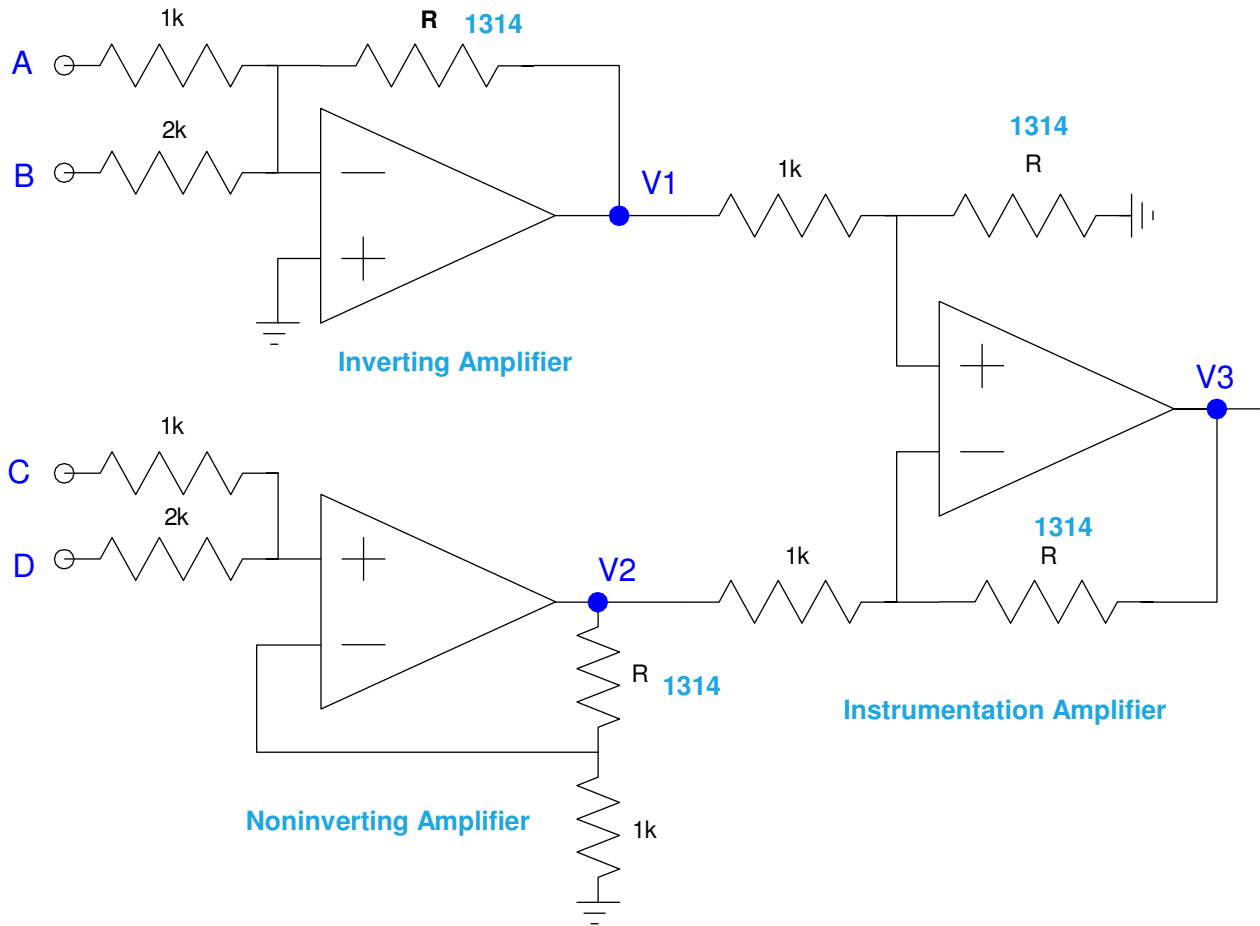 1k
R 1314
A
2k
B
V1
1314
R
1k
Inverting Amplifier
V3
1k
C
2k
D
V2
1k
1314
R
R 1314
Instrumentation Amplifier
Noninverting Amplifier
1k